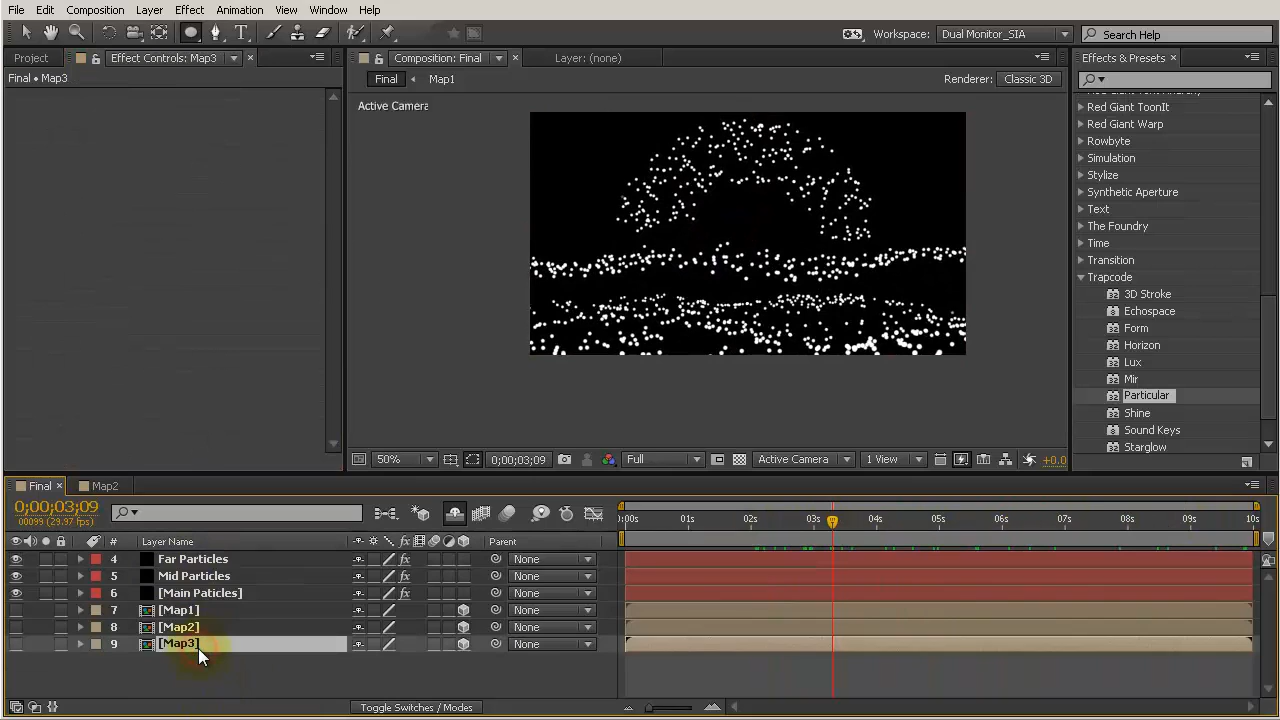 File Edit Composition Layer Effect Animation View Window Help
Workspace: Dual Monitor_SIA Search Help
Project Effect Controls: Map3 Composition: Final Layer: (none) Effects & Presets
Final • Map3 Final Map1 Renderer: Classic 3D
Active Camera
Red Giant ToonIt
Red Giant Warp
Rowbyte
Simulation
Stylize
Synthetic Aperture
Text
The Foundry
Time
Transition
Trapcode
3D Stroke
Echospace
Form
Horizon
Lux
Mir
Particular
Shine
Sound Keys
Starglow
50% 0;00;03;09 Full Active Camera 1 View +0.0
Final Map2
0;00;03;09
00099 (29.97 fps)
:00s 01s 02s 03s 04s 05s 06s 07s 08s 09s 10s
# Layer Name fx Parent
4 Far Particles fx None
5 Mid Particles fx None
6 [Main Paticles] fx None
7 [Map1] None
8 [Map2] None
9 [Map3] None
Toggle Switches / Modes